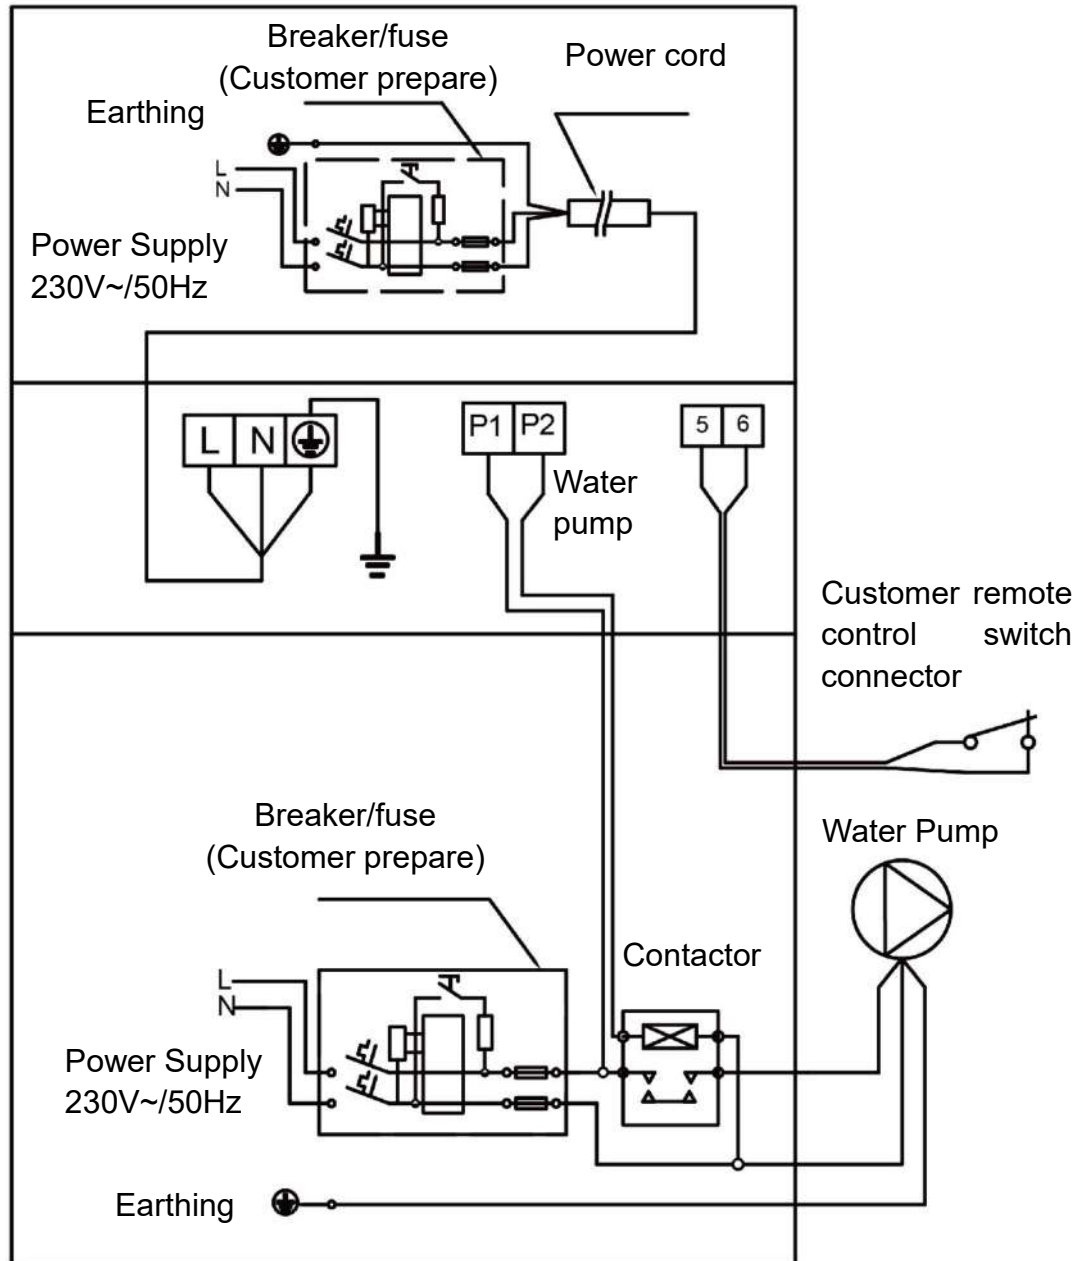 Breaker/fuse
(Customer prepare)
Power cord
Earthing
L
N
Power Supply
230V~/50Hz
L N
P1 P2
5 6
Water
pump
Customer remote
control switch
connector
Breaker/fuse
(Customer prepare)
Water Pump
Contactor
L
N
Power Supply
230V~/50Hz
Earthing